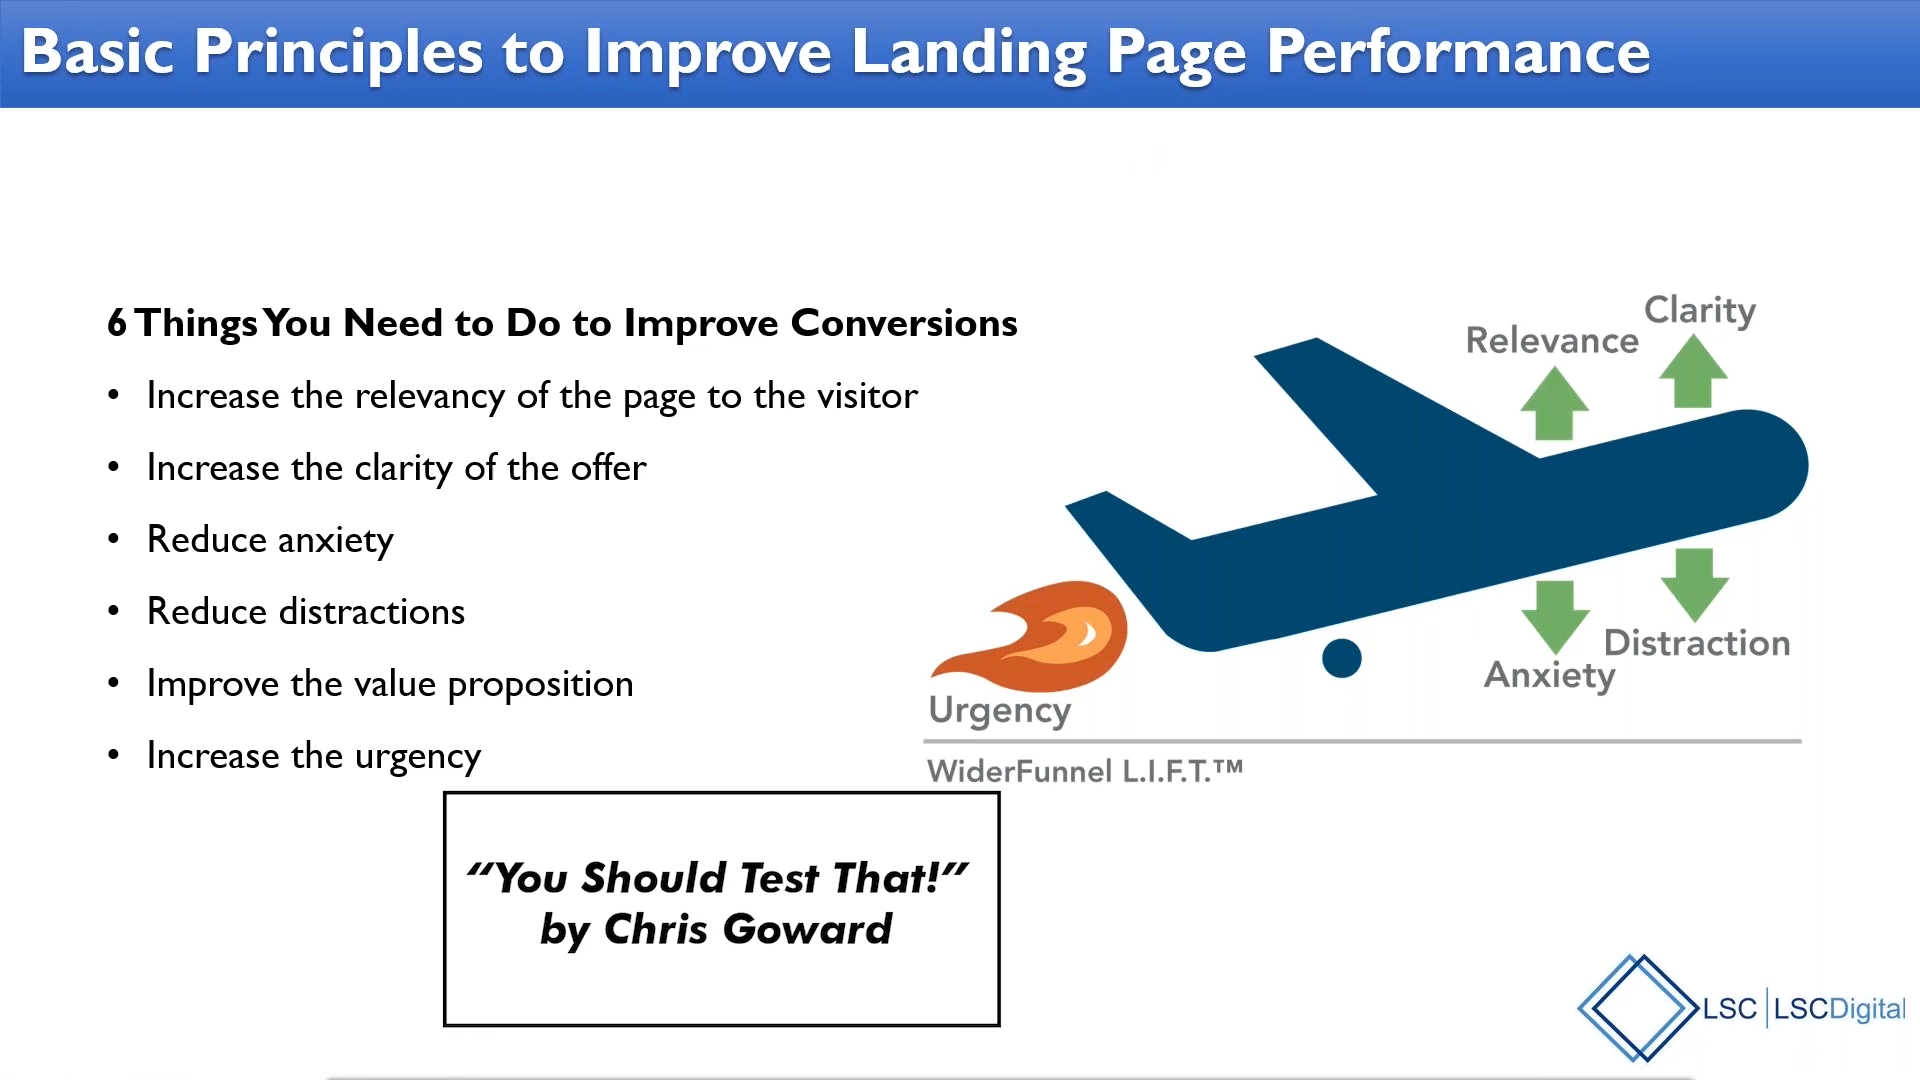 Basic Principles to Improve Landing Page Performance
6 Things You Need to Do to Improve Conversions
• Increase the relevancy of the page to the visitor
• Increase the clarity of the offer
• Reduce anxiety
• Reduce distractions
• Improve the value proposition
• Increase the urgency
Clarity
Relevance
Distraction
Anxiety
Urgency
WiderFunnel L.I.F.T.™
“You Should Test That!”
by Chris Goward
LSC | LSCDigital